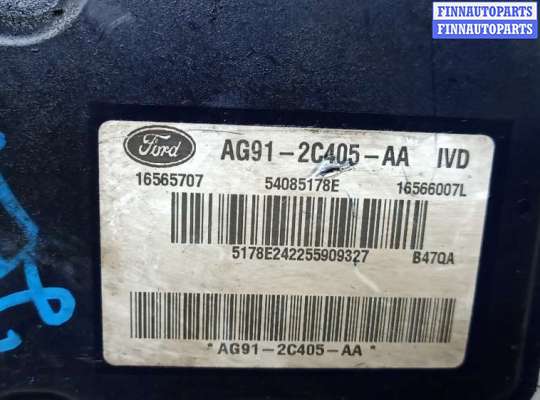 FINNAUTOPARTS
FINNAUTOPARTS
Ford AG91-2C405-AA IVD
16565707 54085178E 16566007L
5178E242255909327 B47QA
*AG91-2C405-AA*